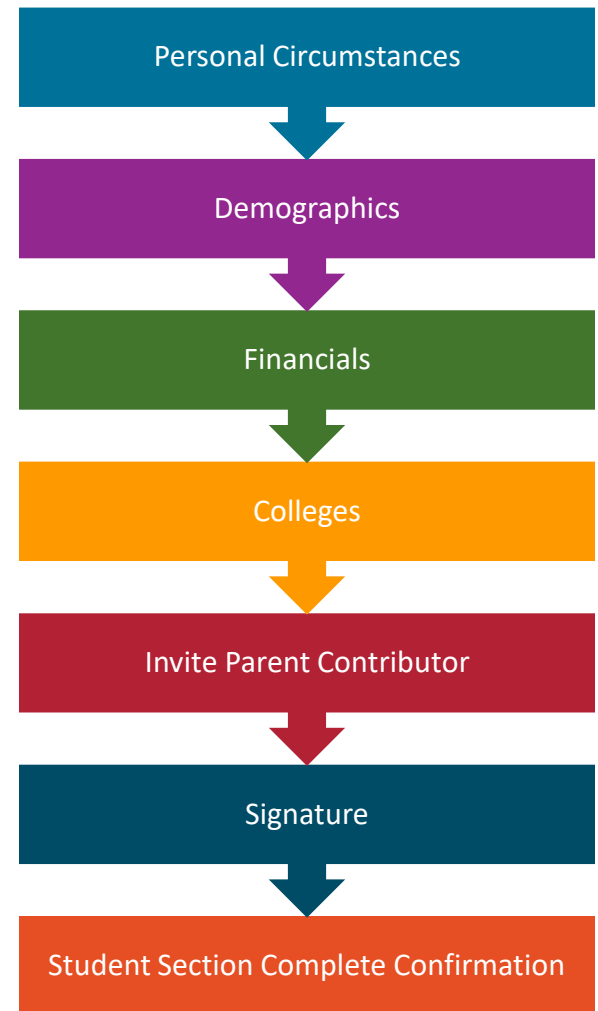 Personal Circumstances
Demographics
Financials
Colleges
Invite Parent Contributor
Signature
Student Section Complete Confirmation